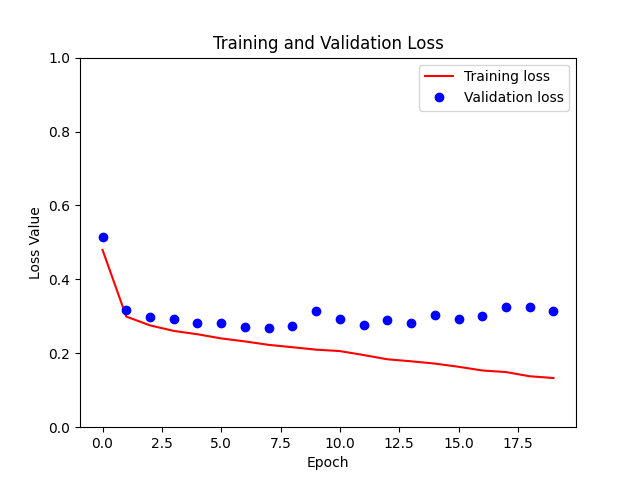 Training and Validation Loss
Training loss
Validation loss
1.0
0.8
0.6
0.4
0.2
0.0
Loss Value
0.0 2.5 5.0 7.5 10.0 12.5 15.0 17.5
Epoch